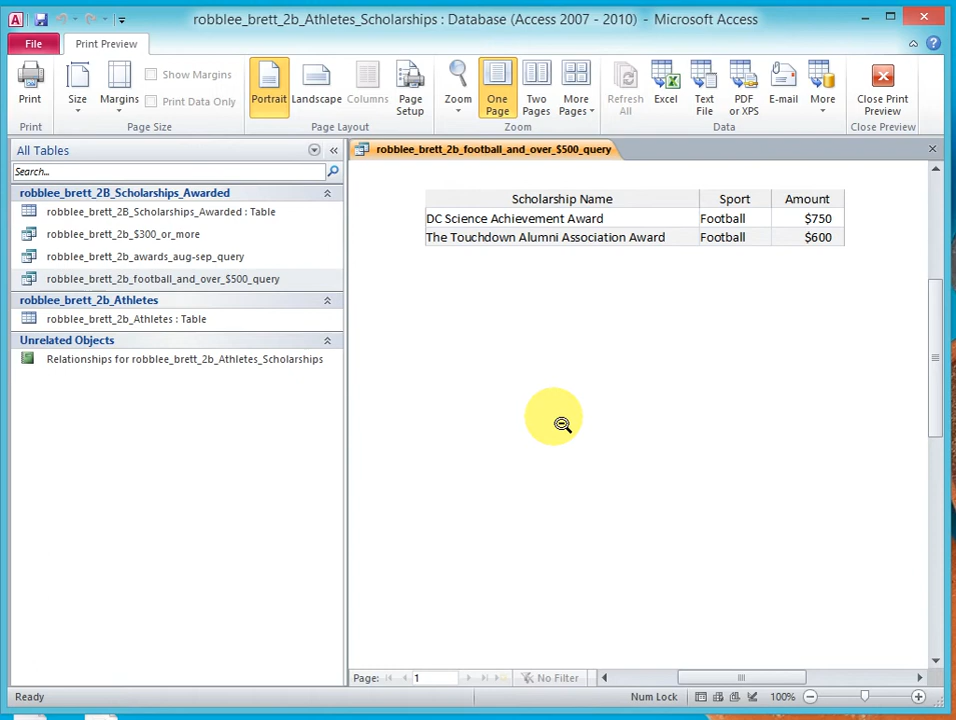 robblee_brett_2b_Athletes_Scholarships : Database (Access 2007 - 2010) - Microsoft Access
File
Print Preview
Print
Size
Margins
Show Margins
Print Data Only
Portrait
Landscape
Columns
Page Setup
Zoom
One Page
Two Pages
More Pages
Refresh All
Excel
Text File
PDF or XPS
E-mail
More
Close Print Preview
Print
Page Size
Page Layout
Zoom
Data
Close Preview
All Tables
Search...
robblee_brett_2B_Scholarships_Awarded
robblee_brett_2B_Scholarships_Awarded : Table
robblee_brett_2b_$300_or_more
robblee_brett_2b_awards_aug-sep_query
robblee_brett_2b_football_and_over_$500_query
robblee_brett_2b_Athletes
robblee_brett_2b_Athletes : Table
Unrelated Objects
Relationships for robblee_brett_2b_Athletes_Scholarships
robblee_brett_2b_football_and_over_$500_query
Scholarship Name Sport Amount
DC Science Achievement Award Football $750
The Touchdown Alumni Association Award Football $600
Page: 1 No Filter
Ready
Num Lock
100%